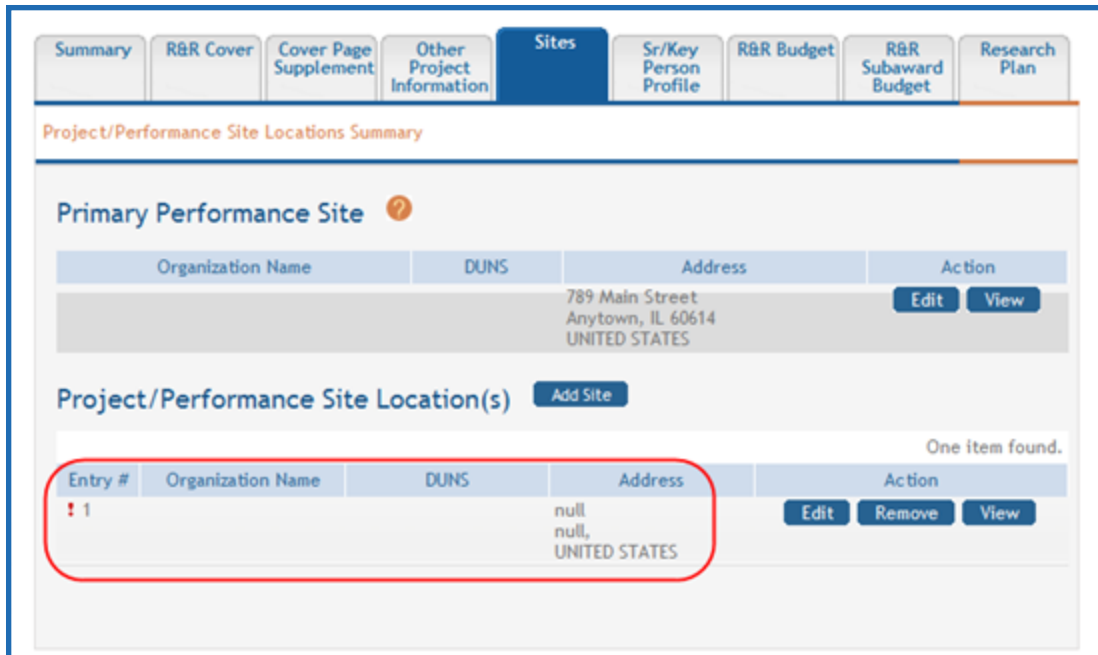 Summary
R&R Cover
Cover Page
Supplement
Other
Project
Information
Sites
Sr/Key
Person
Profile
R&R Budget
R&R
Subaward
Budget
Research
Plan
Project/Performance Site Locations Summary
Primary Performance Site ?
Organization Name DUNS Address Action
789 Main Street Edit View
Anytown, IL 60614
UNITED STATES
Project/Performance Site Location(s) Add Site
One item found.
Entry # Organization Name DUNS Address Action
! 1 null Edit Remove View
null,
UNITED STATES